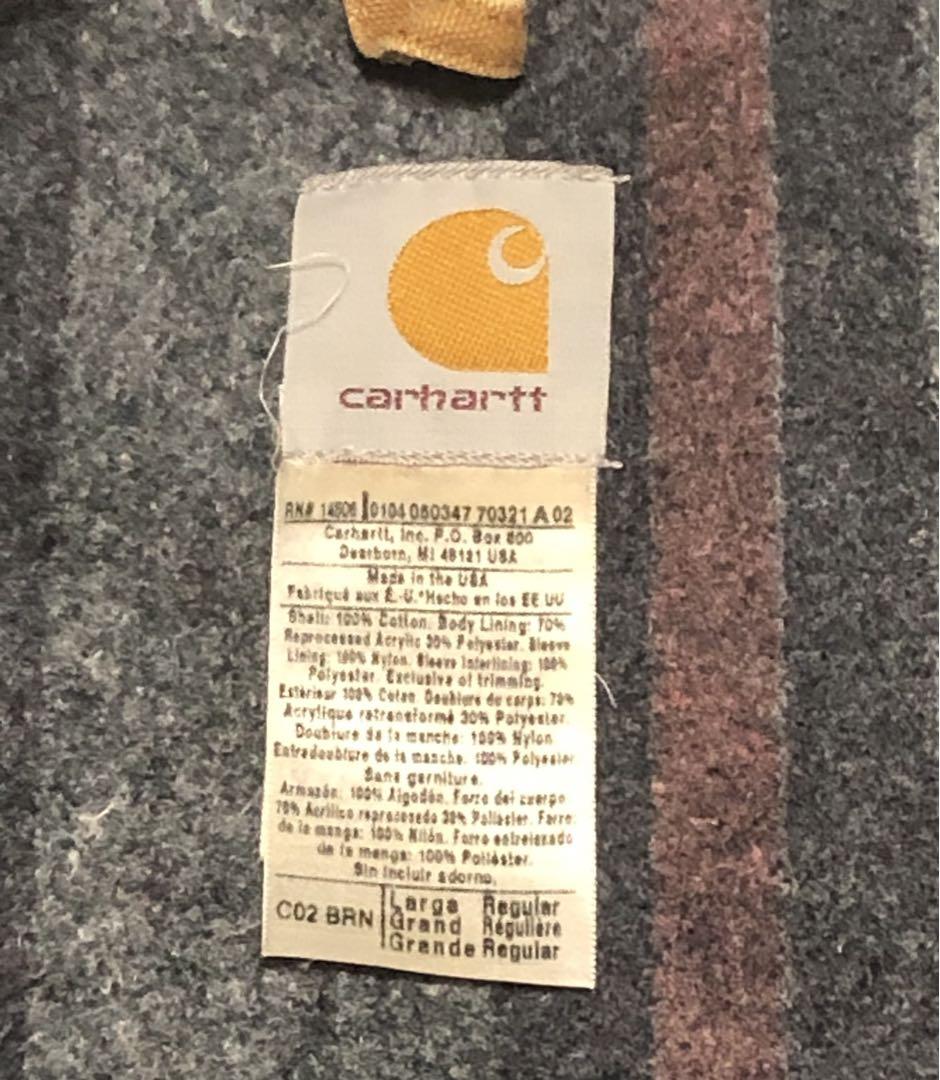 carhartt
RN# 14806 0104 060347 70321 A 02
Carhartt, Inc. P.O. Box 600
Dearborn, MI 48121 USA
Made in the USA
Fabriqué aux É.-U.*Hecho en los EE UU
Shell: 100% Cotton. Body Lining: 70%
Reprocessed Acrylic 30% Polyester. Sleeve
Lining: 100% Nylon. Sleeve Interlining: 100%
Polyester. Exclusive of trimming.
Extérieur 100% Coton. Doublure de corps: 70%
Acrylique retransformé 30% Polyester.
Doublure de la manche: 100% Nylon
Entredoublure de la manche. 100% Polyester
Sans garniture.
Armazón: 100% Algodón. Forro del cuerpo
70% Acrílico reprocesado 30% Poliéster. Forro
de la manga: 100% Nilón. Forro entrelazado
de la manga: 100% Poliéster.
Sin incluir adorno.
C02 BRN Large Regular
Grand Régulière
Grande Regular